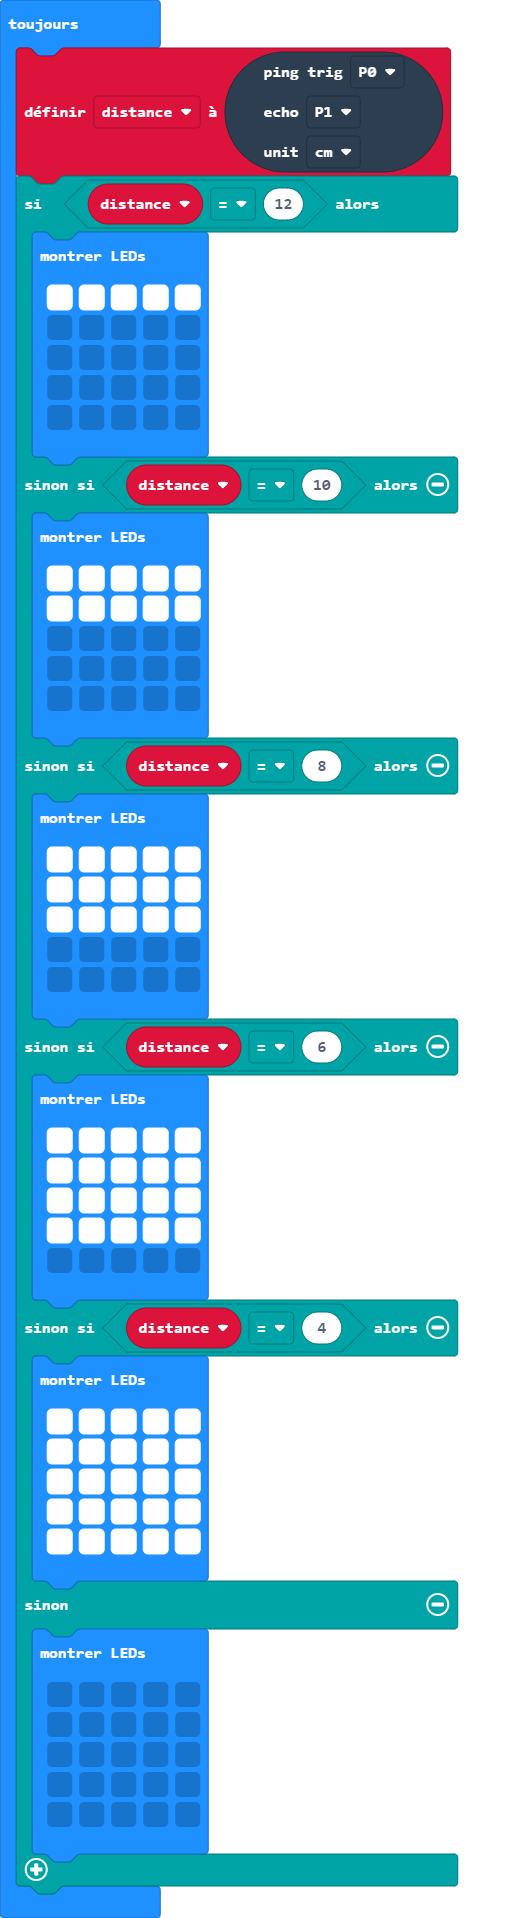 toujours
ping trig P0
définir distance à echo P1
unit cm
si distance = 12 alors
montrer LEDs
sinon si distance = 10 alors
montrer LEDs
sinon si distance = 8 alors
montrer LEDs
sinon si distance = 6 alors
montrer LEDs
sinon si distance = 4 alors
montrer LEDs
sinon
montrer LEDs